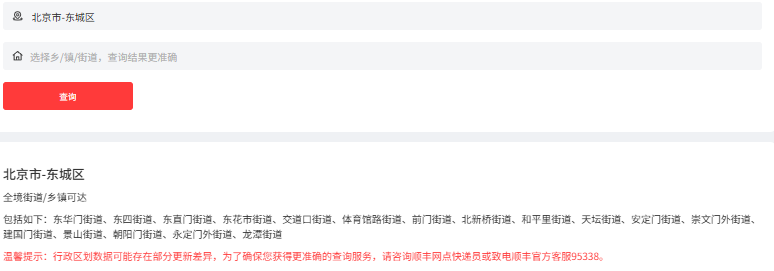 北京市-东城区
选择乡/镇/街道，查询结果更准确
查询
北京市-东城区
全境街道/乡镇可达
包括如下：东华门街道、东四街道、东直门街道、东花市街道、交道口街道、体育馆路街道、前门街道、北新桥街道、和平里街道、天坛街道、安定门街道、崇文门外街道、
建国门街道、景山街道、朝阳门街道、永定门外街道、龙潭街道
温馨提示：行政区划数据可能存在部分更新差异，为了确保您获得更准确的查询服务，请咨询顺丰网点快递员或致电顺丰官方客服95338。